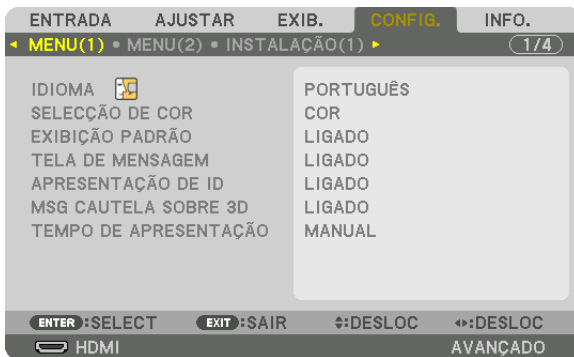 ENTRADA AJUSTAR EXIB. CONFIG. INFO.
MENU(1) • MENU(2) • INSTALAÇÃO(1) 1/4
IDIOMA PORTUGUÊS
SELECÇÃO DE COR COR
EXIBIÇÃO PADRÃO LIGADO
TELA DE MENSAGEM LIGADO
APRESENTAÇÃO DE ID LIGADO
MSG CAUTELA SOBRE 3D LIGADO
TEMPO DE APRESENTAÇÃO MANUAL
ENTER :SELECT EXIT :SAIR :DESLOC :DESLOC
HDMI AVANÇADO